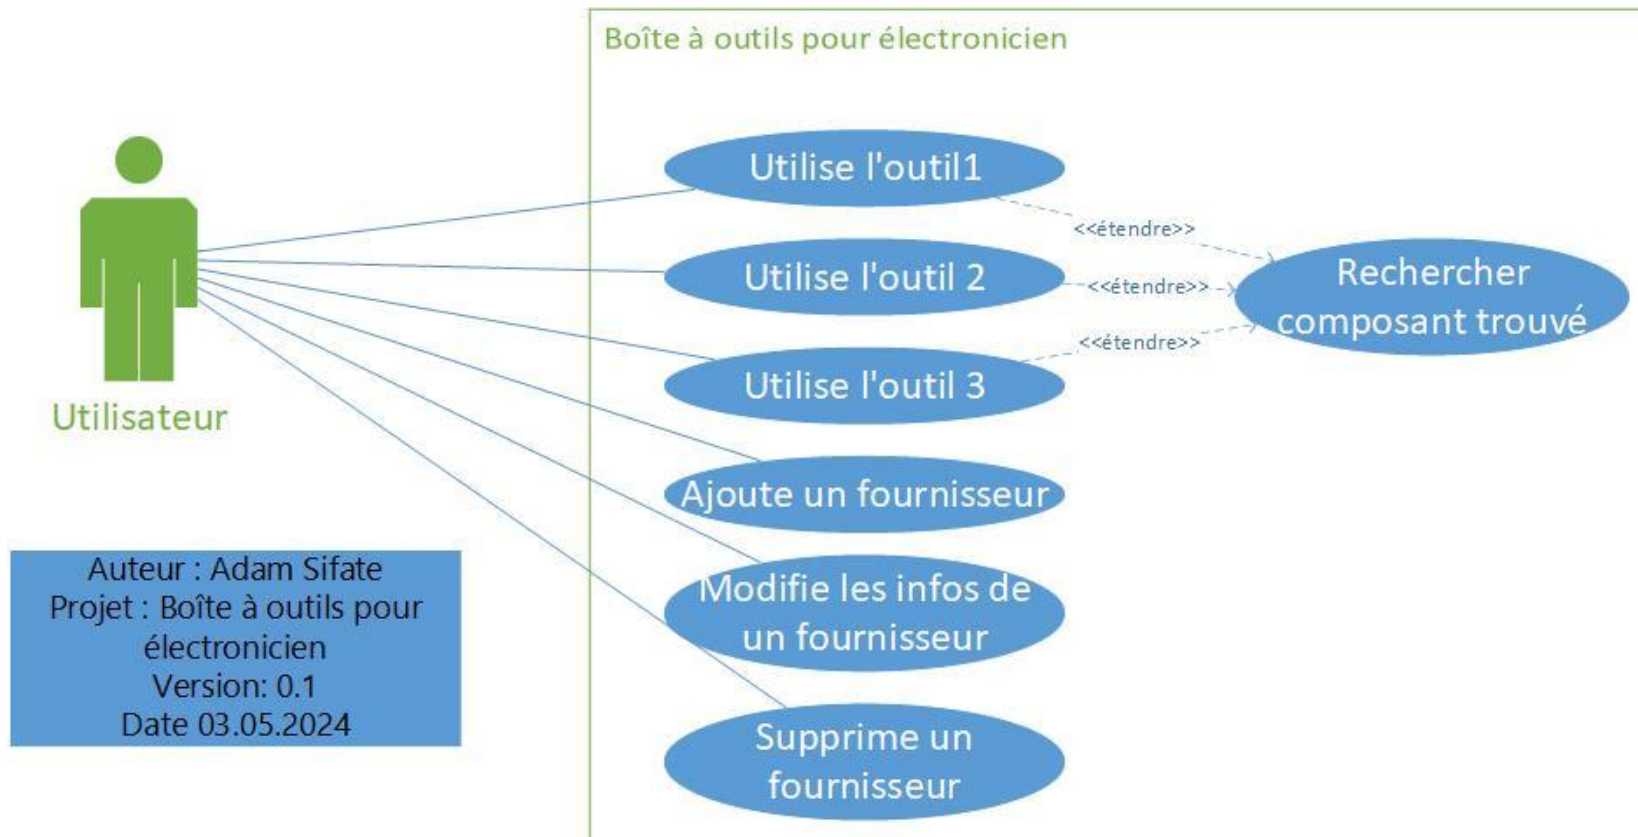 Boîte à outils pour électronicien
Utilise l'outil1
<<étendre>>
Utilise l'outil 2
<<étendre>>
Rechercher
composant trouvé
<<étendre>>
Utilise l'outil 3
Utilisateur
Ajoute un fournisseur
Modifie les infos de
un fournisseur
Supprime un
fournisseur
Auteur : Adam Sifate
Projet : Boîte à outils pour
électronicien
Version: 0.1
Date 03.05.2024